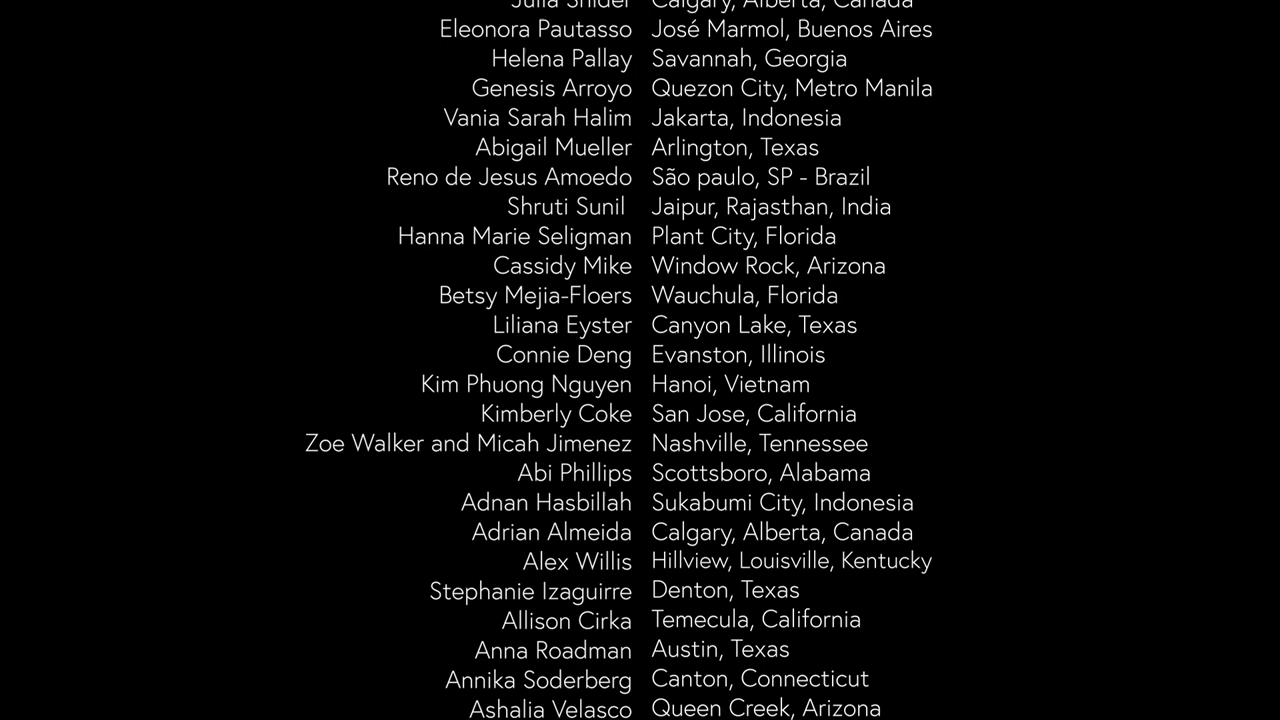 Julia Snider Calgary, Alberta, Canada
Eleonora Pautasso José Marmol, Buenos Aires
Helena Pallay Savannah, Georgia
Genesis Arroyo Quezon City, Metro Manila
Vania Sarah Halim Jakarta, Indonesia
Abigail Mueller Arlington, Texas
Reno de Jesus Amoedo São paulo, SP - Brazil
Shruti Sunil Jaipur, Rajasthan, India
Hanna Marie Seligman Plant City, Florida
Cassidy Mike Window Rock, Arizona
Betsy Mejia-Floers Wauchula, Florida
Liliana Eyster Canyon Lake, Texas
Connie Deng Evanston, Illinois
Kim Phuong Nguyen Hanoi, Vietnam
Kimberly Coke San Jose, California
Zoe Walker and Micah Jimenez Nashville, Tennessee
Abi Phillips Scottsboro, Alabama
Adnan Hasbillah Sukabumi City, Indonesia
Adrian Almeida Calgary, Alberta, Canada
Alex Willis Hillview, Louisville, Kentucky
Stephanie Izaguirre Denton, Texas
Allison Cirka Temecula, California
Anna Roadman Austin, Texas
Annika Soderberg Canton, Connecticut
Ashalia Velasco Queen Creek, Arizona